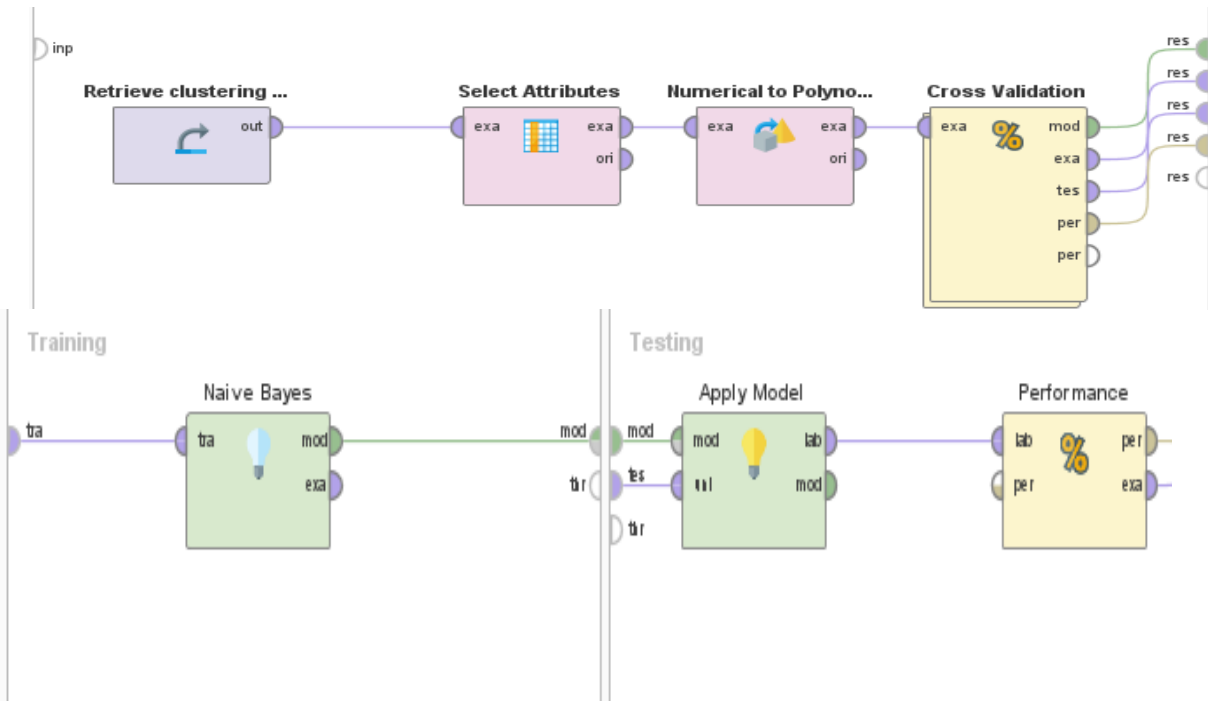 inp
Retrieve clustering ...
out
Select Attributes
exa
exa
ori
Numerical to Polyno...
exa
exa
ori
Cross Validation
exa
mod
exa
tes
per
per
res
res
res
res
res
Training
Naive Bayes
tra
tra
mod
exa
mod
thr
Testing
mod
tes
thr
Apply Model
mod
unl
lab
mod
Performance
lab
per
per
exa